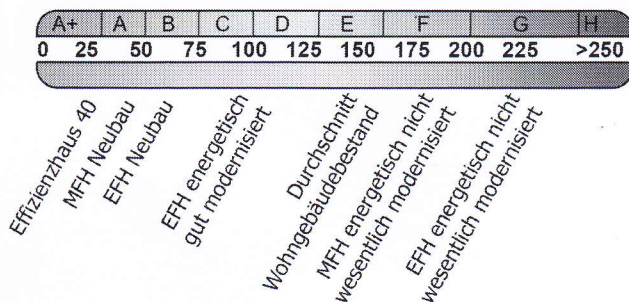 A+ A B C D E F G H
0 25 50 75 100 125 150 175 200 225 >250
Effizienzhaus 40
MFH Neubau
EFH Neubau
EFH energetisch
gut modernisiert
Durchschnitt
Wohngebäudebestand
MFH energetisch nicht
wesentlich modernisiert
EFH energetisch nicht
wesentlich modernisiert